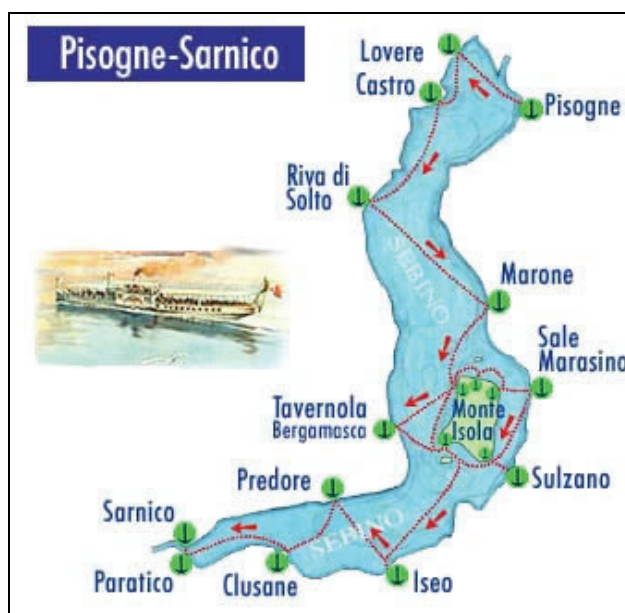 Pisogne-Sarnico
Lovere
Castro
Pisogne
Riva di
Solto
SEBINO
Marone
Sale
Marasino
Monte
Isola
Tavernola
Bergamasca
Sulzano
Predore
Sarnico
SEBINO
Paratico
Clusane
Iseo